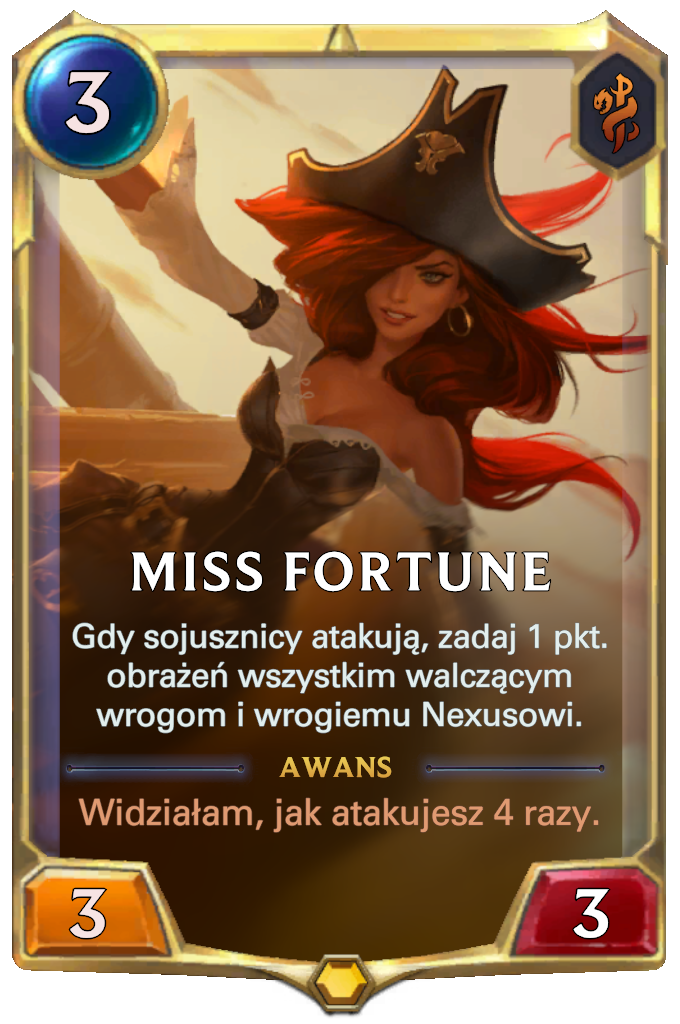 3
MISS FORTUNE
Gdy sojusznicy atakują, zadaj 1 pkt.
obrażeń wszystkim walczącym
wrogom i wrogiemu Nexusowi.
AWANS
Widziałam, jak atakujesz 4 razy.
3
3